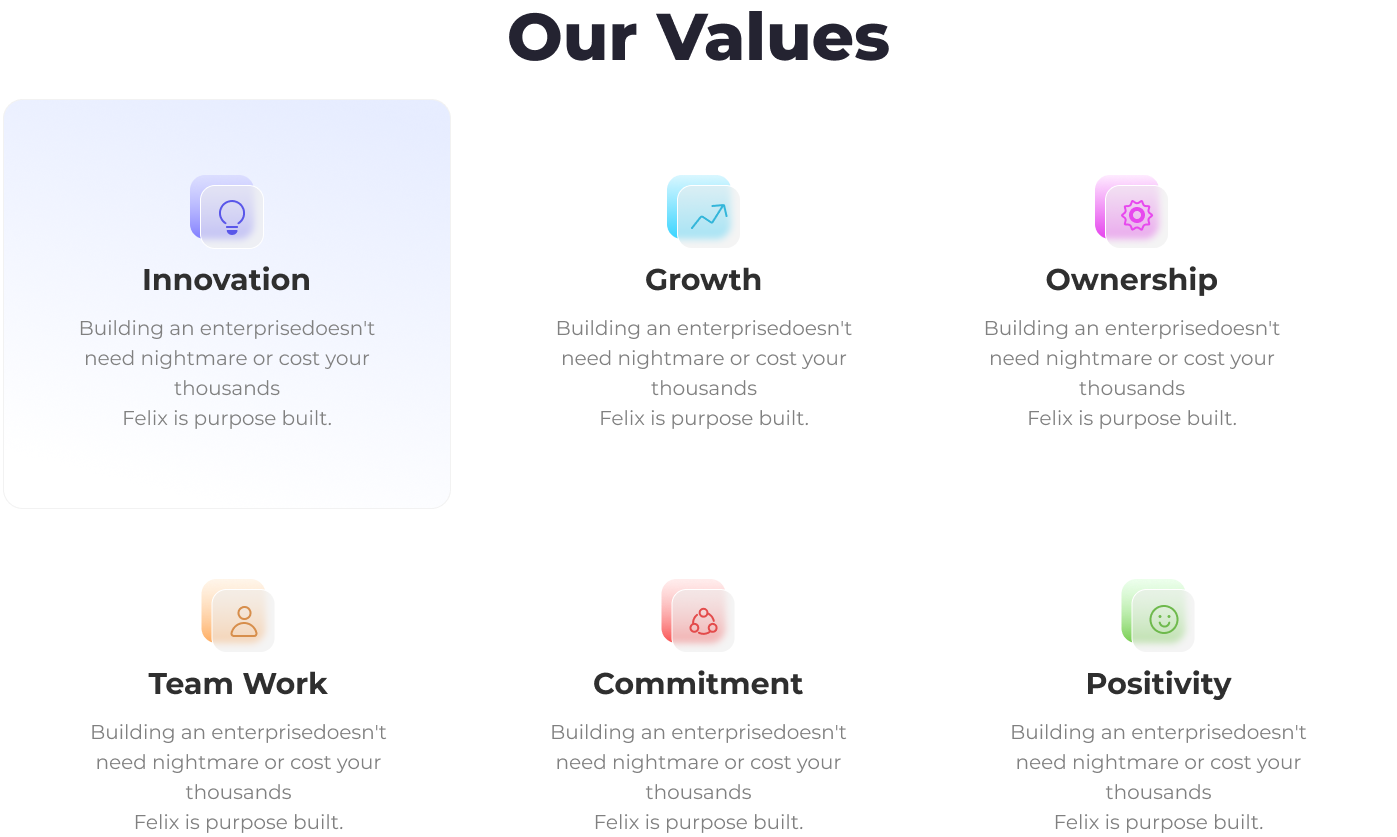 Our Values
Innovation
Building an enterprisedoesn't
need nightmare or cost your
thousands
Felix is purpose built.
Growth
Building an enterprisedoesn't
need nightmare or cost your
thousands
Felix is purpose built.
Ownership
Building an enterprisedoesn't
need nightmare or cost your
thousands
Felix is purpose built.
Team Work
Building an enterprisedoesn't
need nightmare or cost your
thousands
Felix is purpose built.
Commitment
Building an enterprisedoesn't
need nightmare or cost your
thousands
Felix is purpose built.
Positivity
Building an enterprisedoesn't
need nightmare or cost your
thousands
Felix is purpose built.